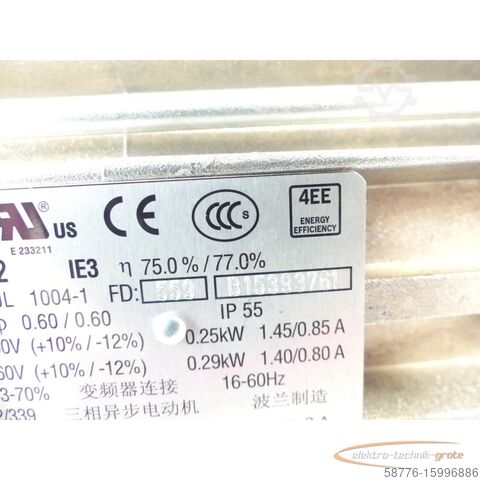 RU US CE CCC S 4EE
ENERGY
EFFICIENCY
E 233211
2 IE3 η 75.0% / 77.0%
1004-1 FD: 559
0.60 / 0.60 IP 55
0V (+10% / -12%) 0.25kW 1.45/0.85 A
60V (+10% / -12%) 0.29kW 1.40/0.80 A
3-70% 变频器连接 16-60Hz
2/339 三相异步电动机 波兰制造
elektro-technik-grote
58776-15996886